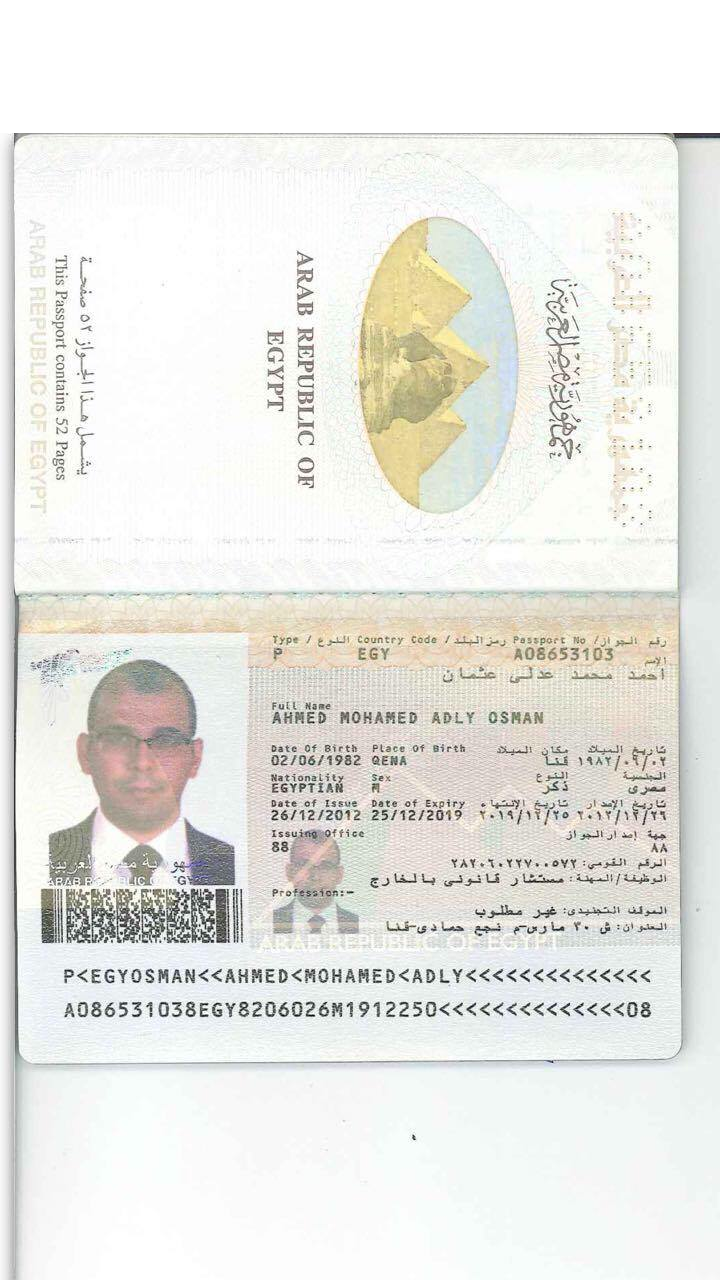 جمهورية مصر العربية
جمهورية مصر العربية
ARAB REPUBLIC OF
EGYPT
يشمل هذا الجواز ٥٢ صفحة
This Passport contains 52 Pages
ARAB REPUBLIC OF EGYPT
Type / النوع Country Code / رمز البلد Passport No / رقم الجواز
P EGY A08653103
الإسم
احمد محمد عدلى عثمان
Full Name
AHMED MOHAMED ADLY OSMAN
Date Of Birth Place Of Birth مكان الميلاد تاريخ الميلاد
02/06/1982 QENA قنا ١٩٨٢/٠٦/٠٢
Nationality Sex النوع الجنسية
EGYPTIAN M ذكر مصرى
Date of Issue Date of Expiry تاريخ الإنتهاء تاريخ الإصدار
26/12/2012 25/12/2019 ٢٠١٩/١٢/٢٥ ٢٠١٢/١٢/٢٦
Issuing Office جهة إصدار الجواز
88 ٨٨
الرقم القومى: ٢٨٢٠٦٠٢٢٧٠٠٥٧٢
الوظيفة/المهنة: مستشار قانونى بالخارج
Profession:-
الموقف التجنيدى: غير مطلوب
العنوان: ش ٣٠ مارس-م نجع حمادى-قنا
جمهورية مصر العربية
ARAB REPUBLIC OF EGYPT
ARAB REPUBLIC OF EGYPT
P<EGYOSMAN<<AHMED<MOHAMED<ADLY<<<<<<<<<<<<<<
A086531038EGY8206026M1912250<<<<<<<<<<<<<<08